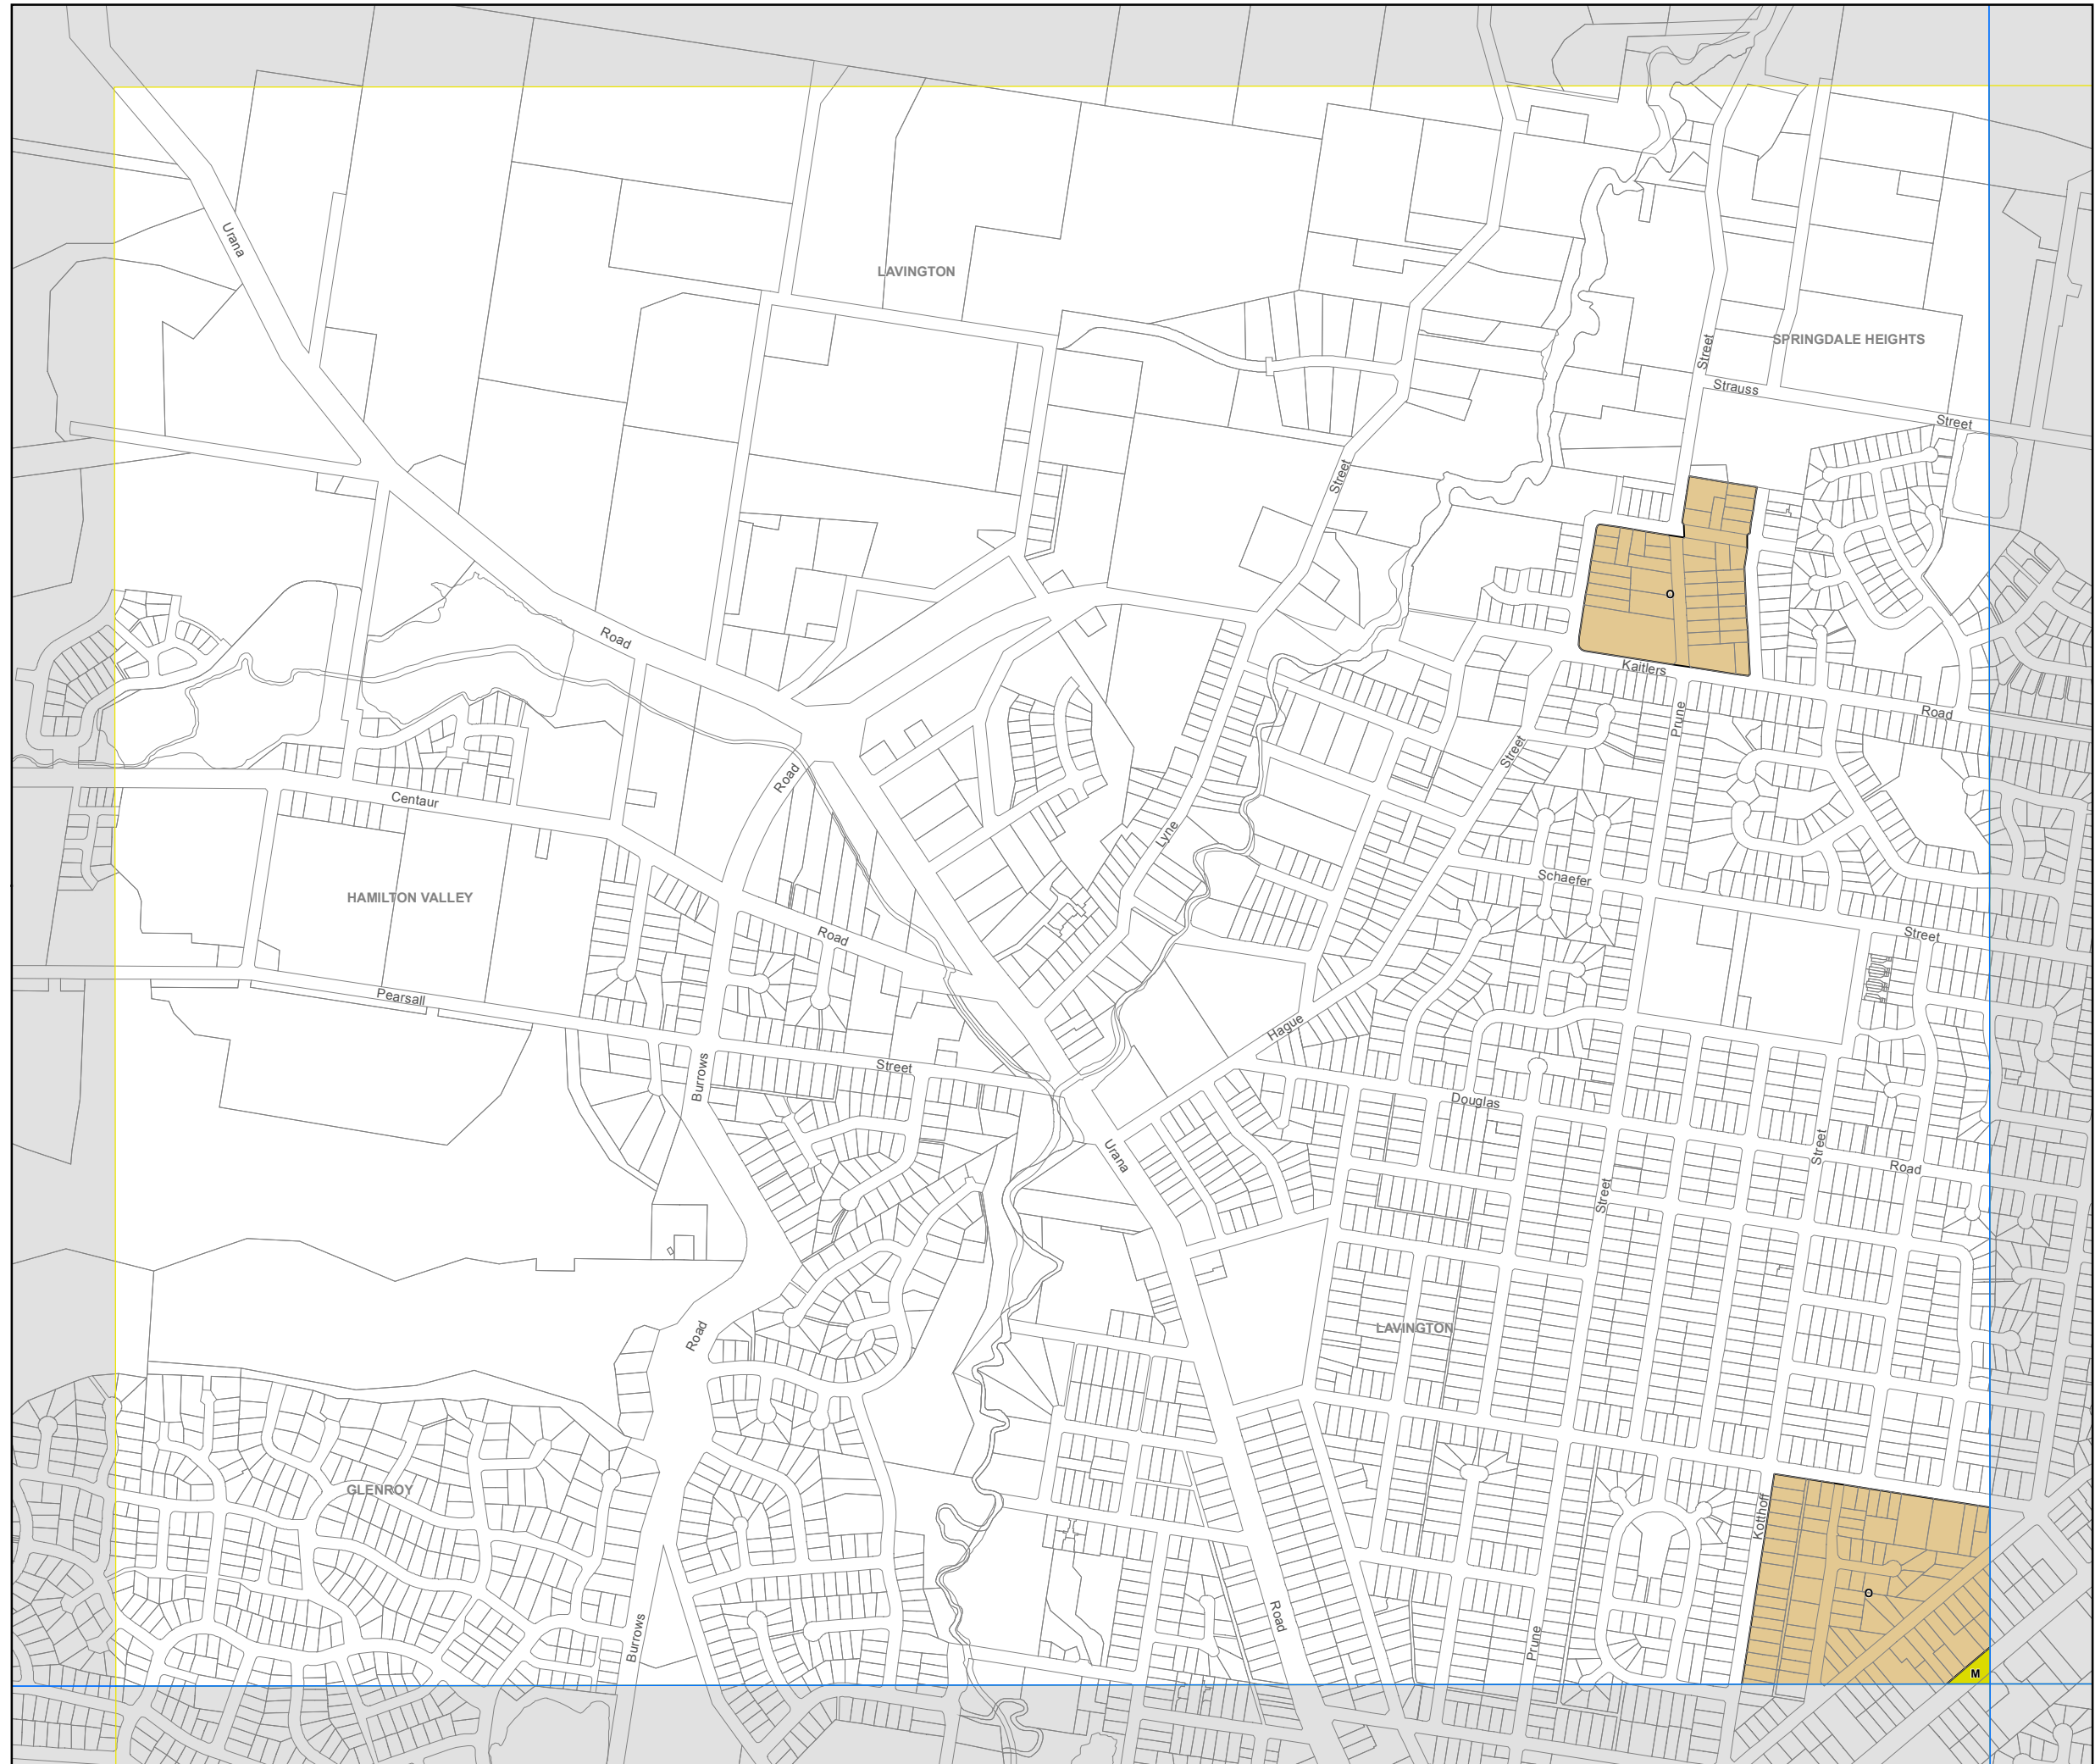 Urana
LAVINGTON
SPRINGDALE HEIGHTS
Street
Strauss
Street
Street
O
Road
Kaitlers
Prune
Road
Street
Road
Centaur
Lyne
Schaefer
HAMILTON VALLEY
Road
Street
Pearsall
Hague
Burrows
Street
Douglas
Urana
Street
Road
Street
Road
LAVINGTON
GLENROY
Kotthoff
O
Road
Burrows
Prune
M